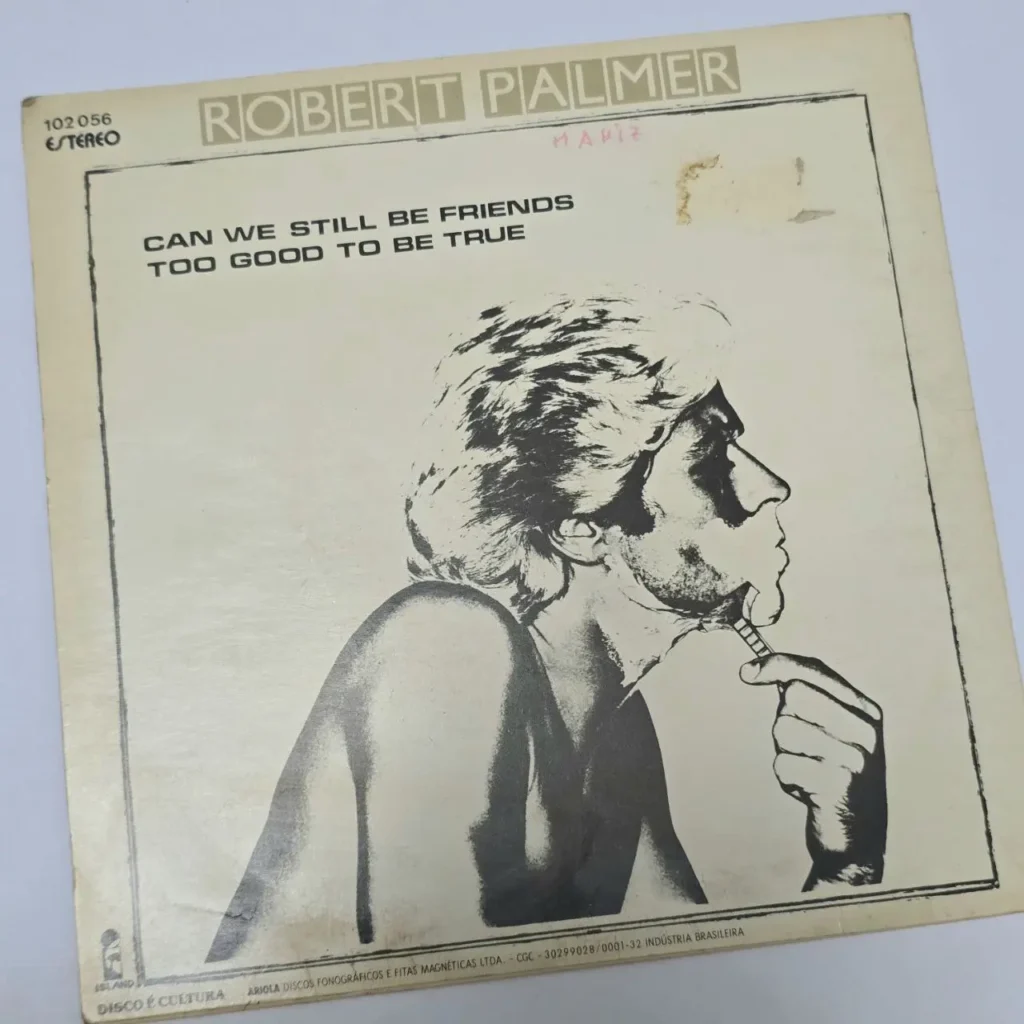 ROBERT PALMER
102 056
ESTEREO
MARIZ
CAN WE STILL BE FRIENDS
TOO GOOD TO BE TRUE
ISLAND
DISCO É CULTURA
ARIOLA DISCOS FONOGRÁFICOS E FITAS MAGNÉTICAS LTDA. - CGC - 30299028/0001-32 INDÚSTRIA BRASILEIRA